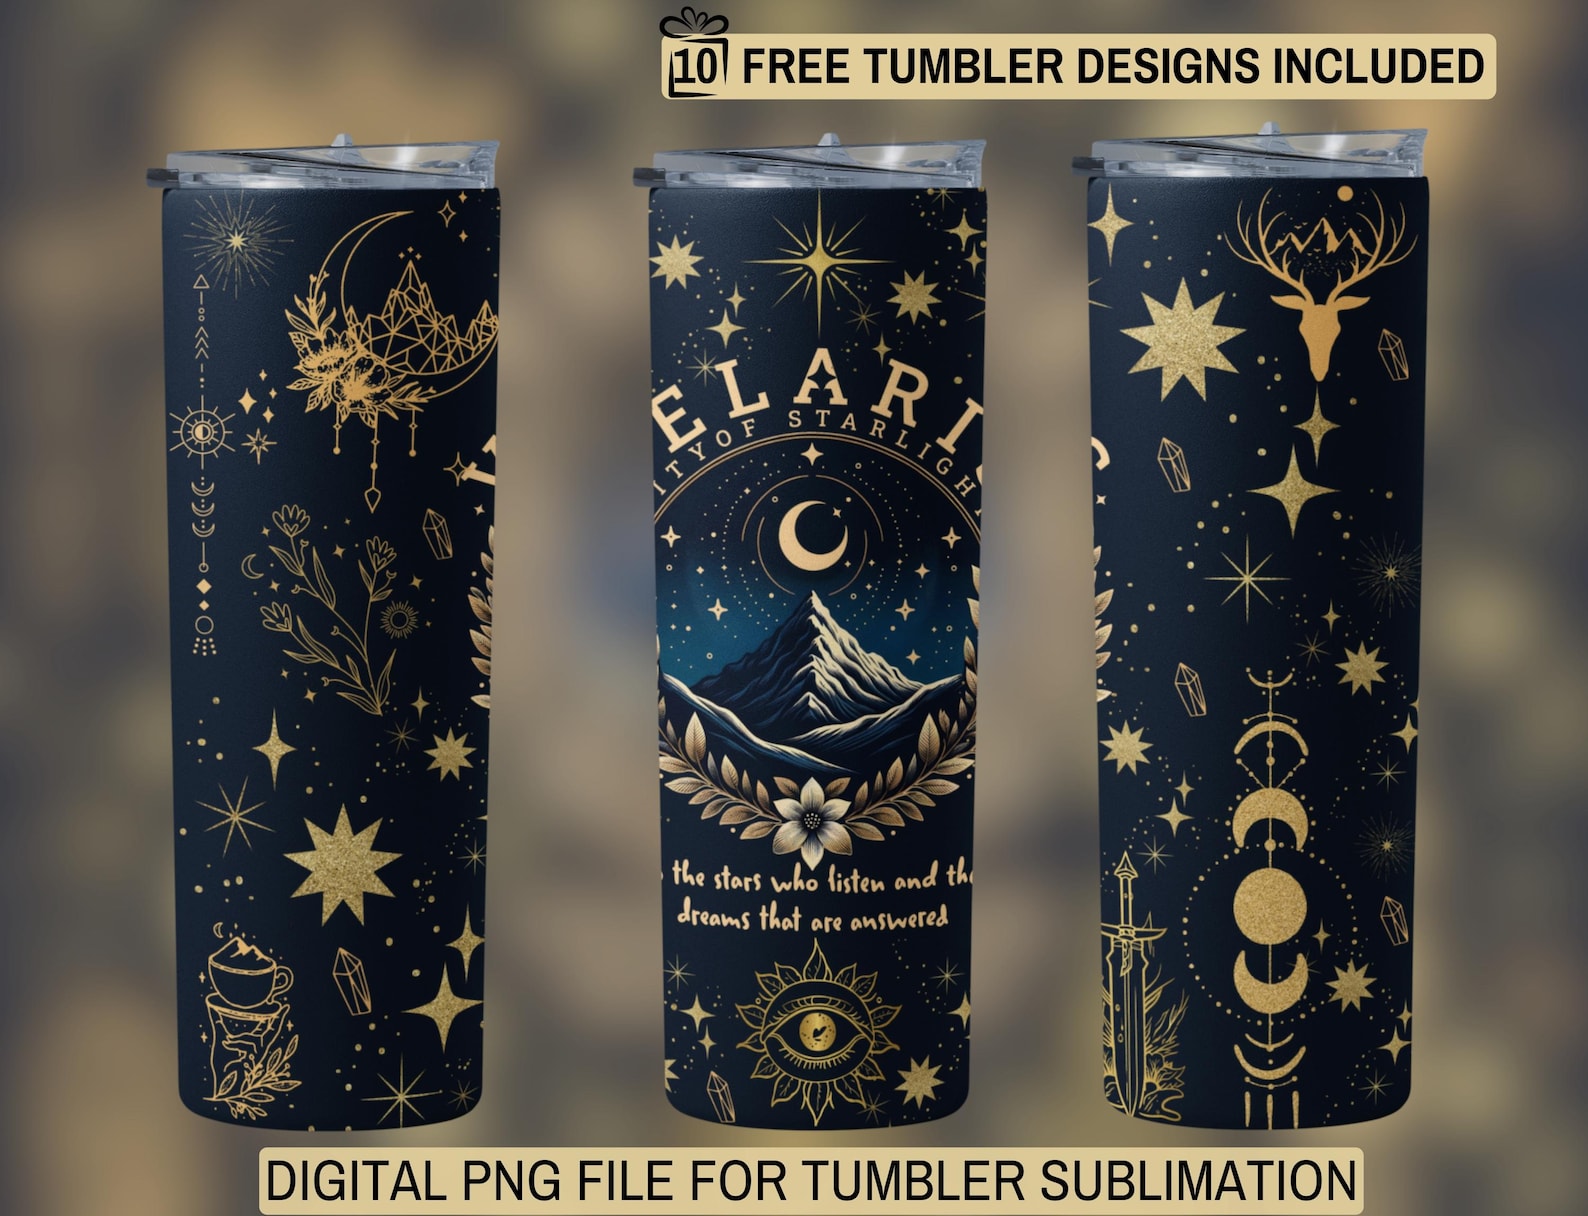 10 FREE TUMBLER DESIGNS INCLUDED
ELARI
ITY OF STARLIGH
the stars who listen and the
dreams that are answered
DIGITAL PNG FILE FOR TUMBLER SUBLIMATION